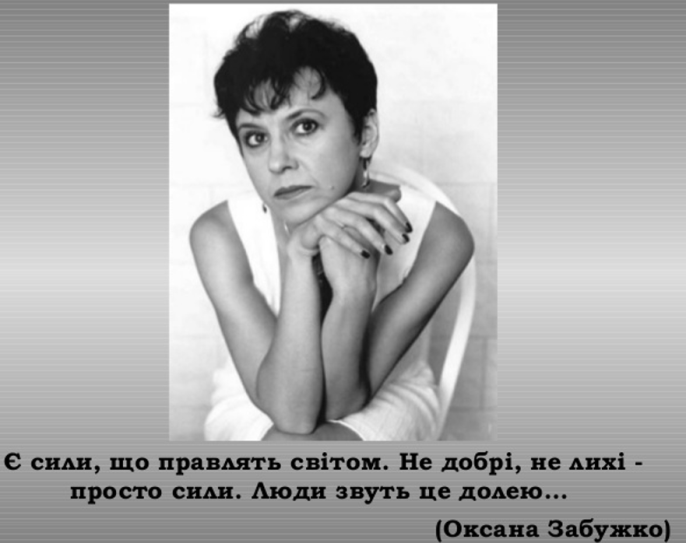 Є сили, що правлять світом. Не добрі, не лихі -
просто сили. Люди звуть це долею...
(Оксана Забужко)